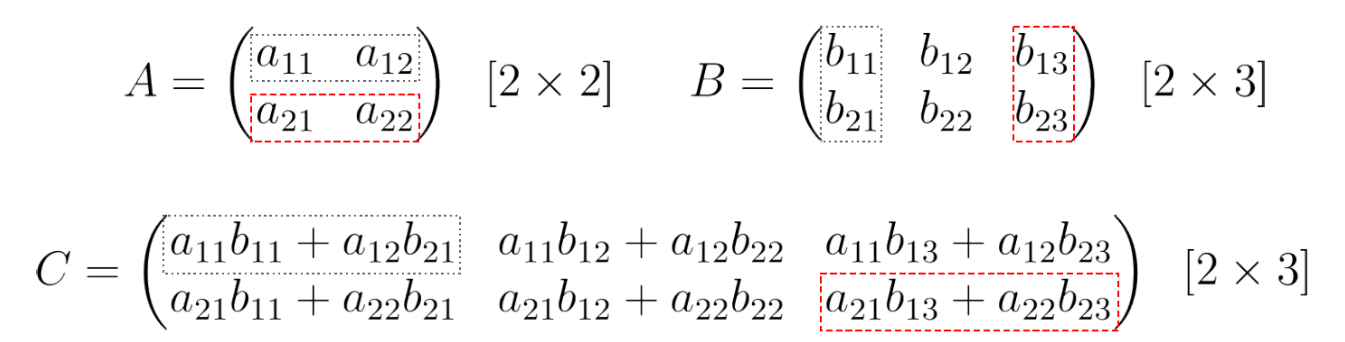 A = ( a₁₁ a₁₂ [2 × 2] B = ( b₁₁ b₁₂ b₁₃ [2 × 3]
a₂₁ a₂₂ ) b₂₁ b₂₂ b₂₃ )
C = ( a₁₁b₁₁ + a₁₂b₂₁ a₁₁b₁₂ + a₁₂b₂₂ a₁₁b₁₃ + a₁₂b₂₃ [2 × 3]
a₂₁b₁₁ + a₂₂b₂₁ a₂₁b₁₂ + a₂₂b₂₂ a₂₁b₁₃ + a₂₂b₂₃ )